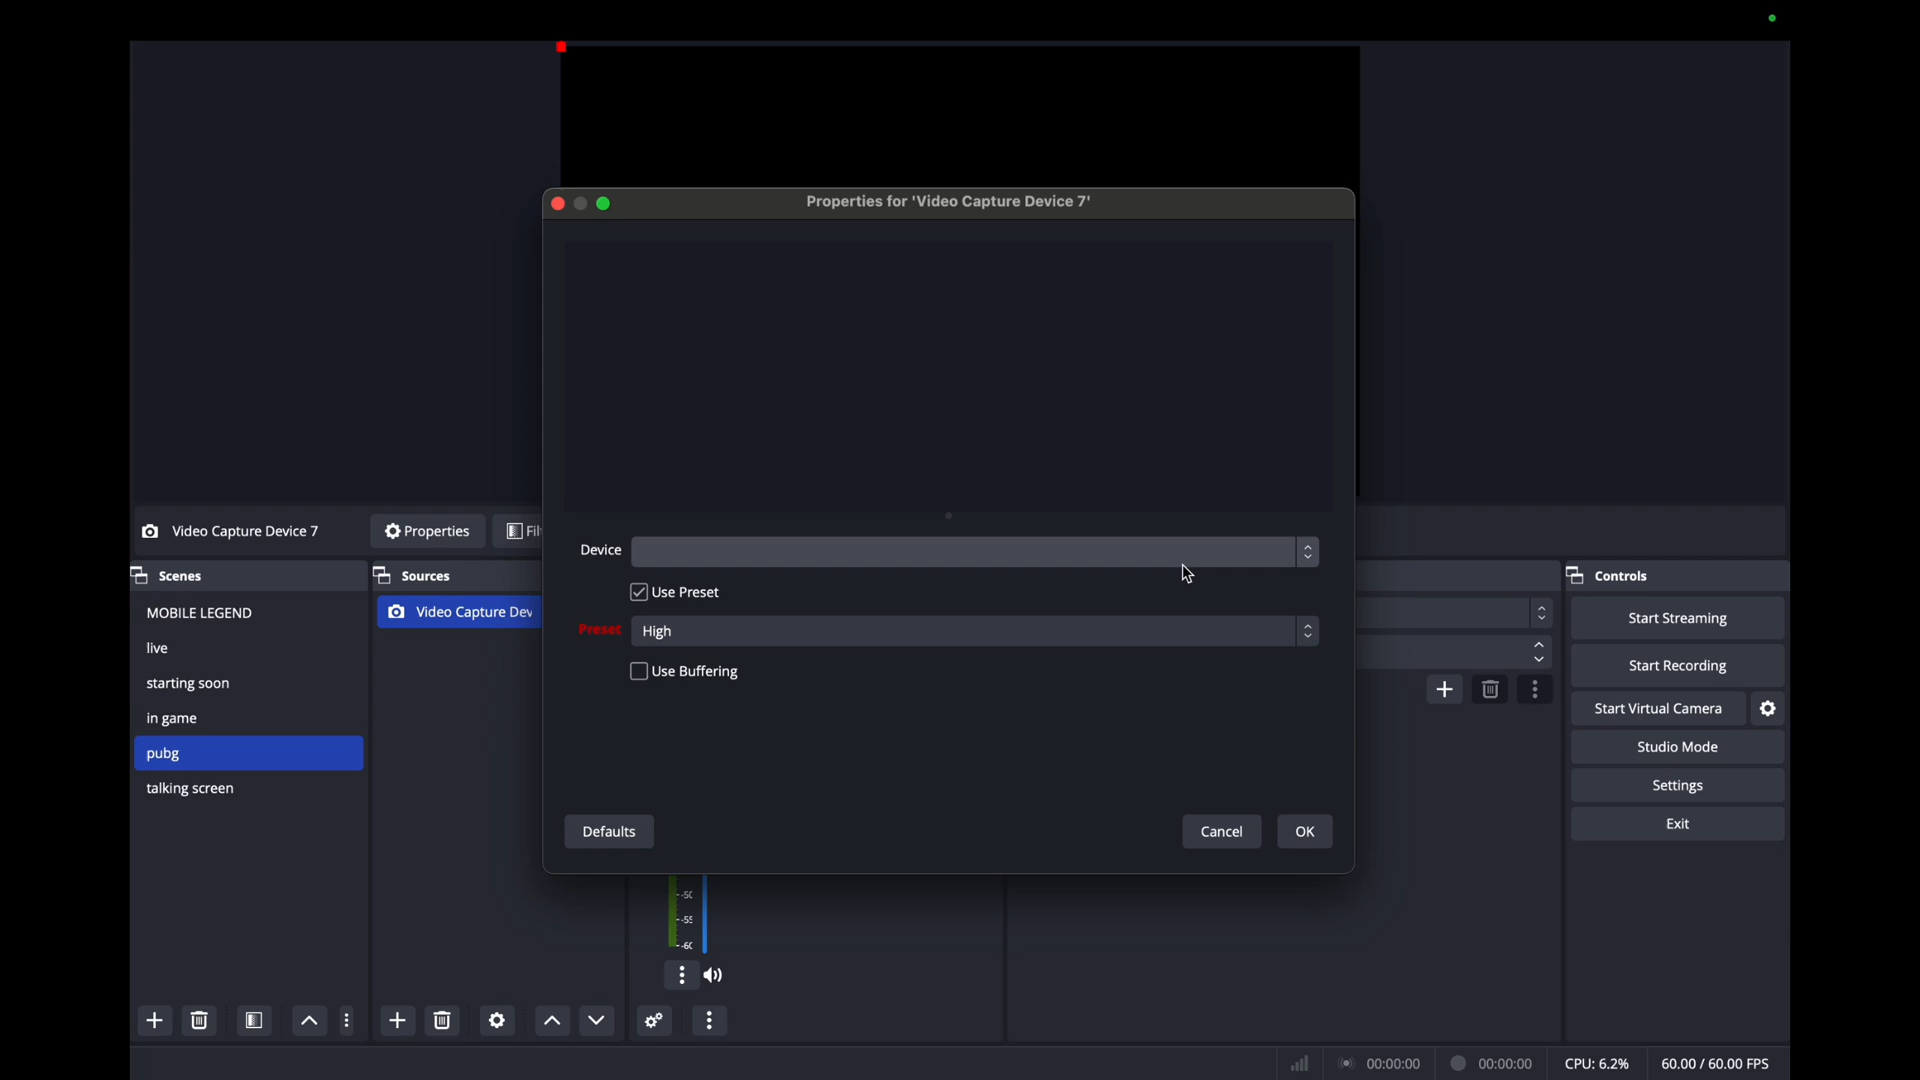 Properties for 'Video Capture Device 7'
Video Capture Device 7
Properties
Device
Use Preset
Preset
High
Use Buffering
Defaults
Cancel
OK
Scenes
MOBILE LEGEND
live
starting soon
in game
pubg
talking screen
Sources
Video Capture Dev
-55
Controls
Start Streaming
Start Recording
Start Virtual Camera
Studio Mode
Settings
Exit
00:00:00
00:00:00
CPU: 6.2%
60.00 / 60.00 FPS